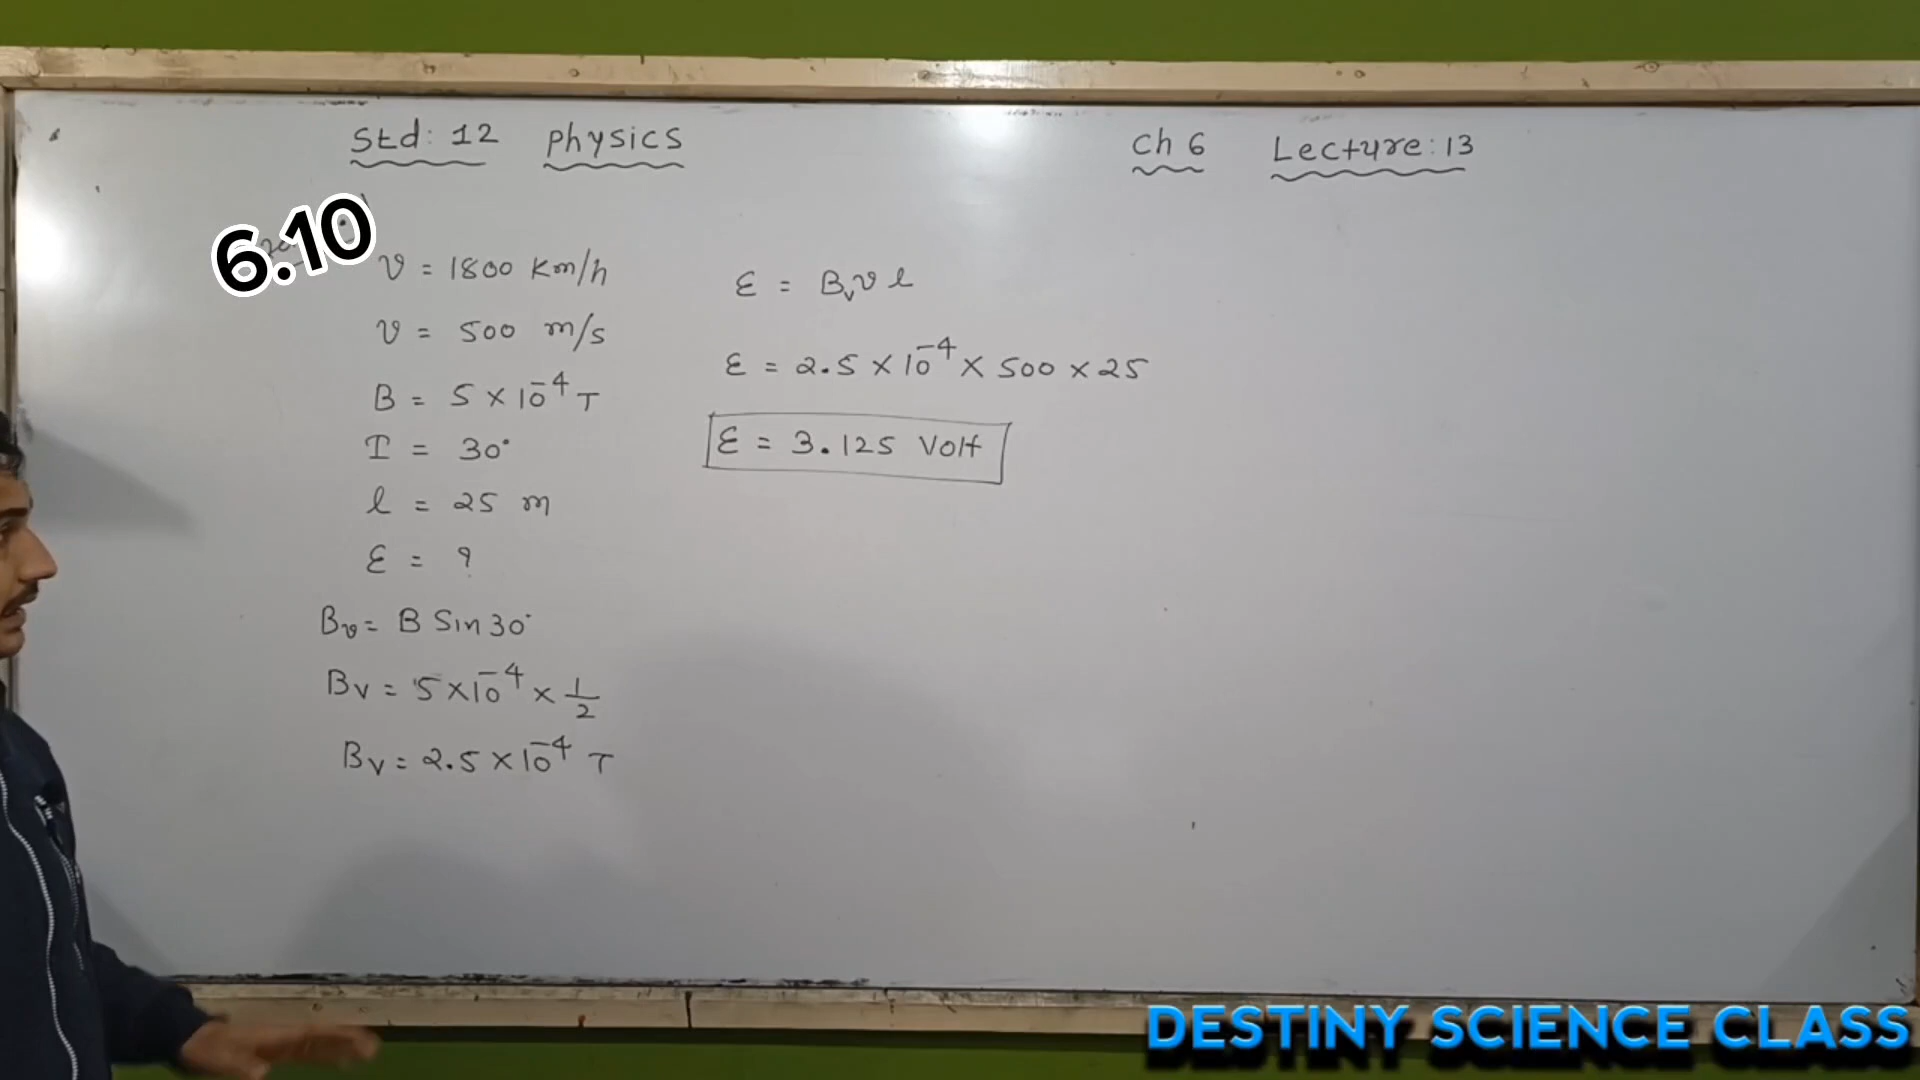 Std: 12 Physics
Ch 6 Lecture: 13
6.10
v = 1800 Km/h
v = 500 m/s
B = 5 × 10⁻⁴ T
I = 30°
l = 25 m
ε = ?
Bv = B Sin 30°
Bv = 5 × 10⁻⁴ × 1/2
Bv = 2.5 × 10⁻⁴ T
ε = Bv v l
ε = 2.5 × 10⁻⁴ × 500 × 25
ε = 3.125 Volt
DESTINY SCIENCE CLASS